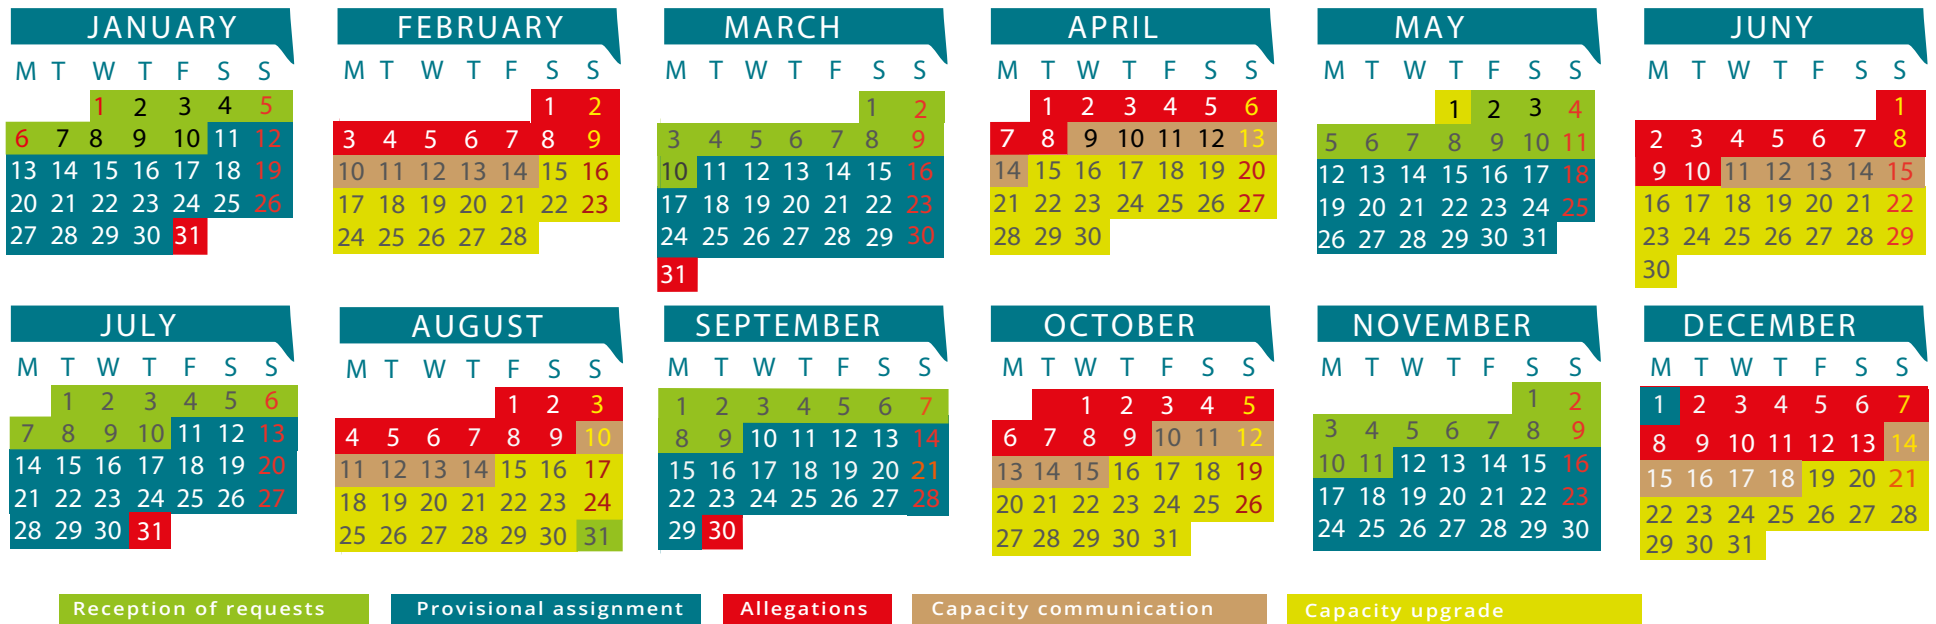 JANUARY
M T W T F S S
1 2 3 4 5
6 7 8 9 10 11 12
13 14 15 16 17 18 19
20 21 22 23 24 25 26
27 28 29 30 31
FEBRUARY
M T W T F S S
1 2
3 4 5 6 7 8 9
10 11 12 13 14 15 16
17 18 19 20 21 22 23
24 25 26 27 28
MARCH
M T W T F S S
1 2
3 4 5 6 7 8 9
10 11 12 13 14 15 16
17 18 19 20 21 22 23
24 25 26 27 28 29 30
31
APRIL
M T W T F S S
1 2 3 4 5 6
7 8 9 10 11 12 13
14 15 16 17 18 19 20
21 22 23 24 25 26 27
28 29 30
MAY
M T W T F S S
1 2 3 4
5 6 7 8 9 10 11
12 13 14 15 16 17 18
19 20 21 22 23 24 25
26 27 28 29 30 31
JUNY
M T W T F S S
1
2 3 4 5 6 7 8
9 10 11 12 13 14 15
16 17 18 19 20 21 22
23 24 25 26 27 28 29
30
JULY
M T W T F S S
1 2 3 4 5 6
7 8 9 10 11 12 13
14 15 16 17 18 19 20
21 22 23 24 25 26 27
28 29 30 31
AUGUST
M T W T F S S
1 2 3
4 5 6 7 8 9 10
11 12 13 14 15 16 17
18 19 20 21 22 23 24
25 26 27 28 29 30 31
SEPTEMBER
M T W T F S S
1 2 3 4 5 6 7
8 9 10 11 12 13 14
15 16 17 18 19 20 21
22 23 24 25 26 27 28
29 30
OCTOBER
M T W T F S S
1 2 3 4 5
6 7 8 9 10 11 12
13 14 15 16 17 18 19
20 21 22 23 24 25 26
27 28 29 30 31
NOVEMBER
M T W T F S S
1 2
3 4 5 6 7 8 9
10 11 12 13 14 15 16
17 18 19 20 21 22 23
24 25 26 27 28 29 30
DECEMBER
M T W T F S S
1 2 3 4 5 6 7
8 9 10 11 12 13 14
15 16 17 18 19 20 21
22 23 24 25 26 27 28
29 30 31
Reception of requests
Provisional assignment
Allegations
Capacity communication
Capacity upgrade